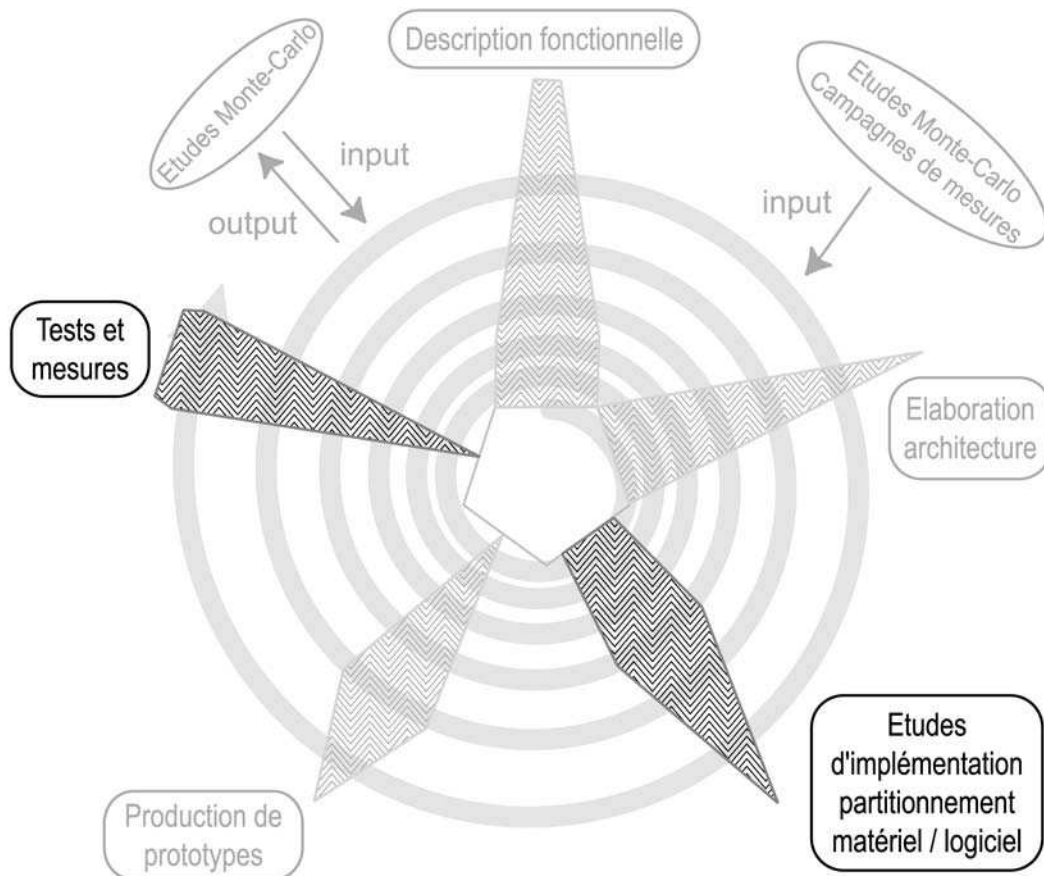 Description fonctionnelle
Etudes Monte-Carlo
input
output
Etudes Monte-Carlo
Campagnes de mesures
input
Tests et
mesures
Elaboration
architecture
Etudes
d'implémentation
partitionnement
matériel / logiciel
Production de
prototypes